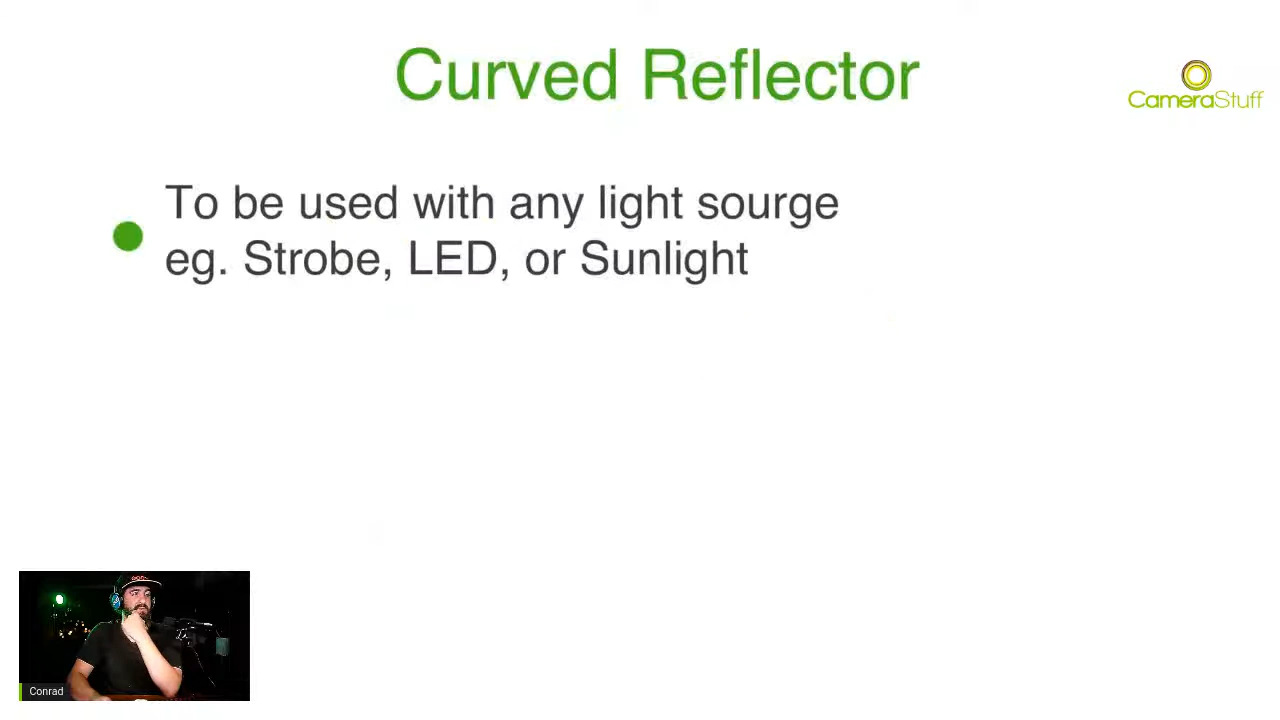 Curved Reflector
CameraStuff
To be used with any light sourge
eg. Strobe, LED, or Sunlight
Conrad